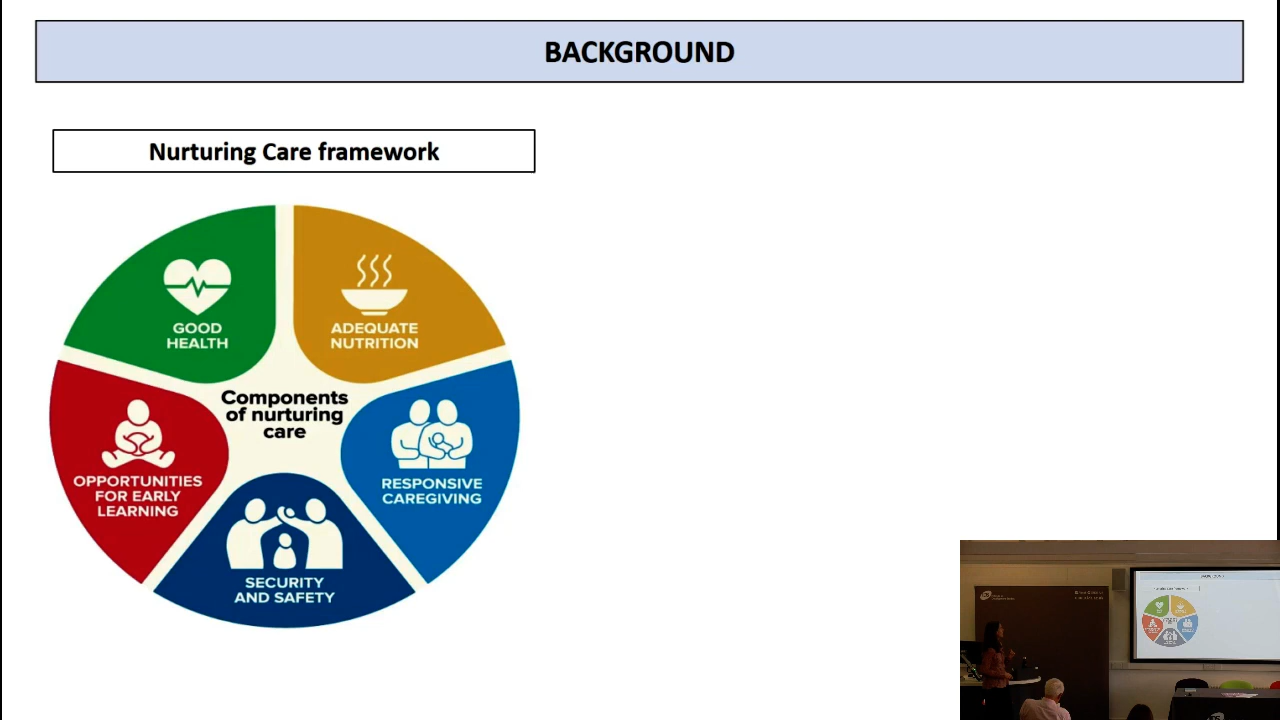 BACKGROUND
Nurturing Care framework
GOOD
HEALTH
ADEQUATE
NUTRITION
Components
of nurturing
care
OPPORTUNITIES
FOR EARLY
LEARNING
RESPONSIVE
CAREGIVING
SECURITY
AND SAFETY
BACKGROUND